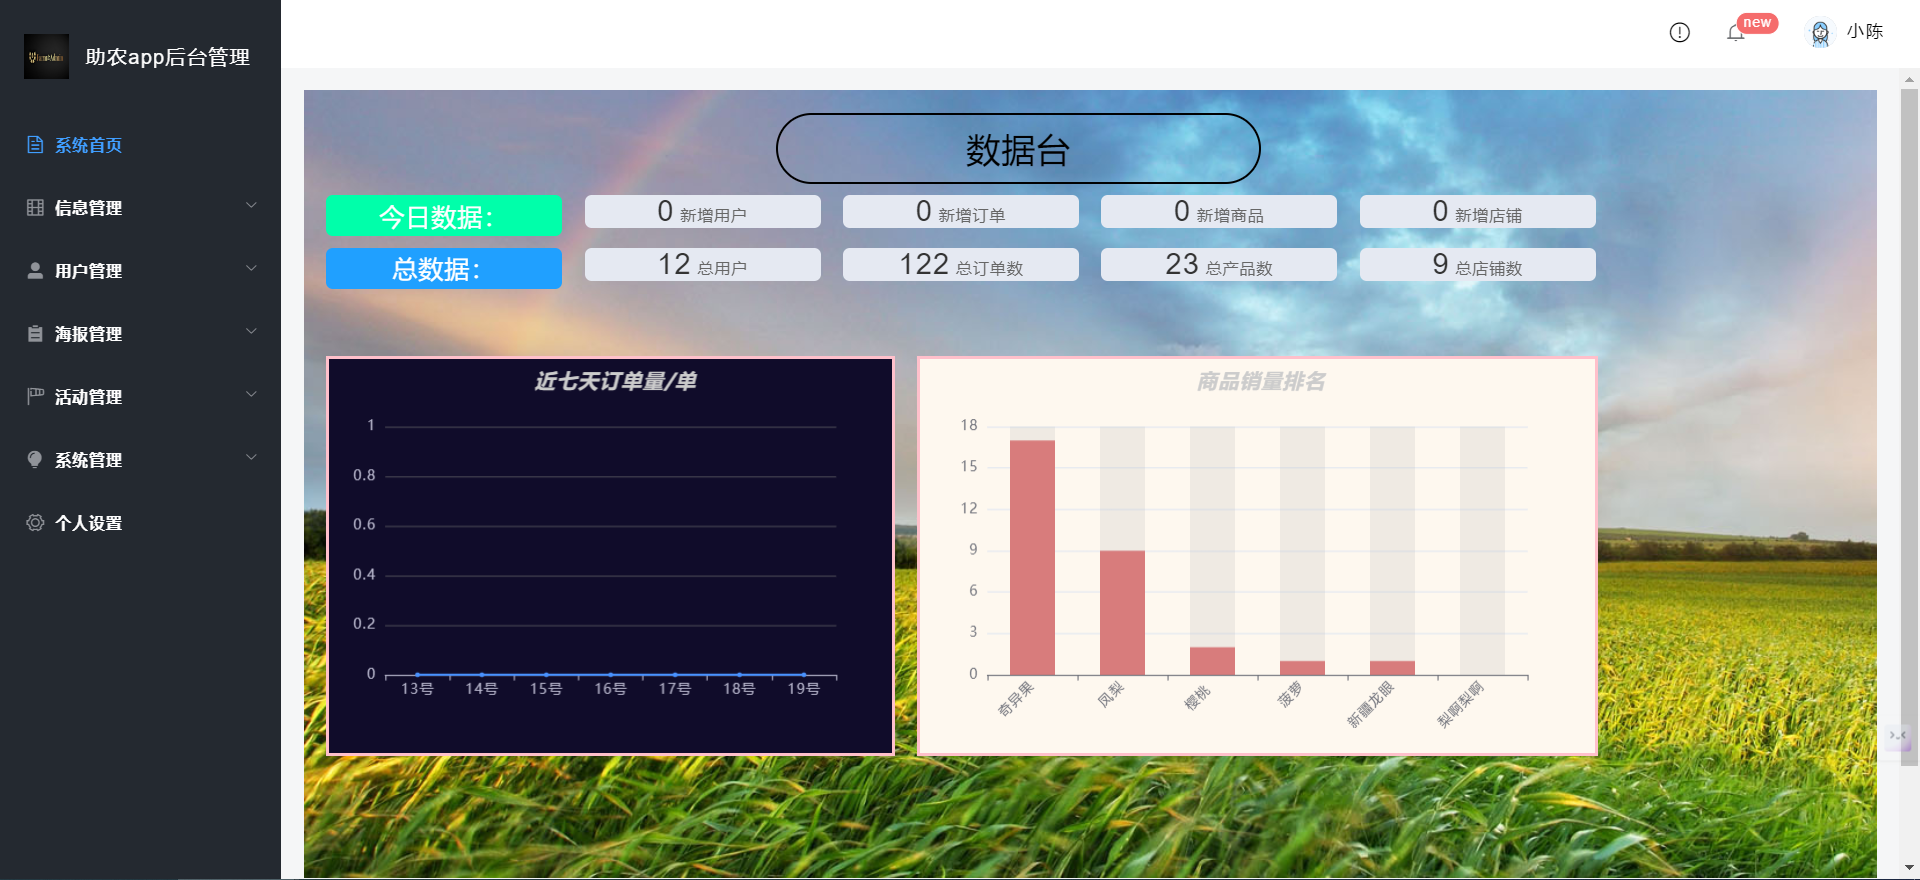 助农app后台管理
new
小陈
系统首页
信息管理
用户管理
海报管理
活动管理
系统管理
个人设置
数据台
今日数据：
0 新增用户
0 新增订单
0 新增商品
0 新增店铺
总数据：
12 总用户
122 总订单数
23 总产品数
9 总店铺数
近七天订单量/单
1
0.8
0.6
0.4
0.2
0
13号 14号 15号 16号 17号 18号 19号
商品销量排名
18
15
12
9
6
3
0
奇异果 凤梨 樱桃 菠萝 新疆龙眼 梨啊梨啊